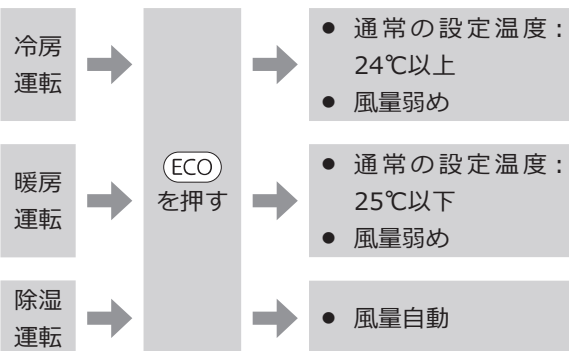 冷房
運転
ECO
を押す
● 通常の設定温度：
24℃以上
● 風量弱め
暖房
運転
● 通常の設定温度：
25℃以下
● 風量弱め
除湿
運転
● 風量自動